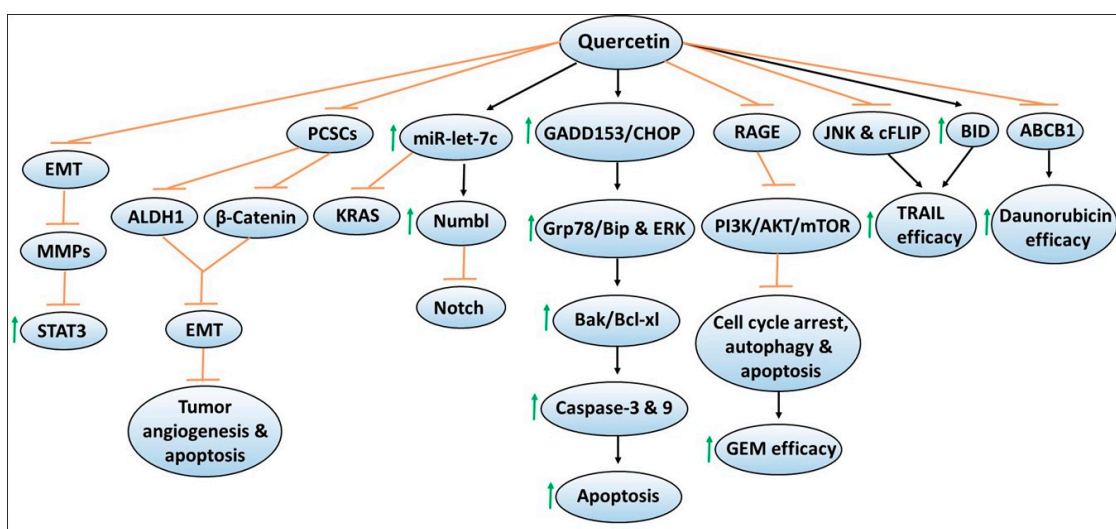 Quercetin
PCSCs
miR-let-7c
GADD153/CHOP
RAGE
JNK & cFLIP
BID
ABCB1
EMT
ALDH1
β-Catenin
KRAS
Numbl
Grp78/Bip & ERK
PI3K/AKT/mTOR
TRAIL
efficacy
Daunorubicin
efficacy
MMPs
Notch
STAT3
EMT
Bak/Bcl-xl
Cell cycle arrest,
autophagy &
apoptosis
Tumor
angiogenesis &
apoptosis
Caspase-3 & 9
GEM efficacy
Apoptosis